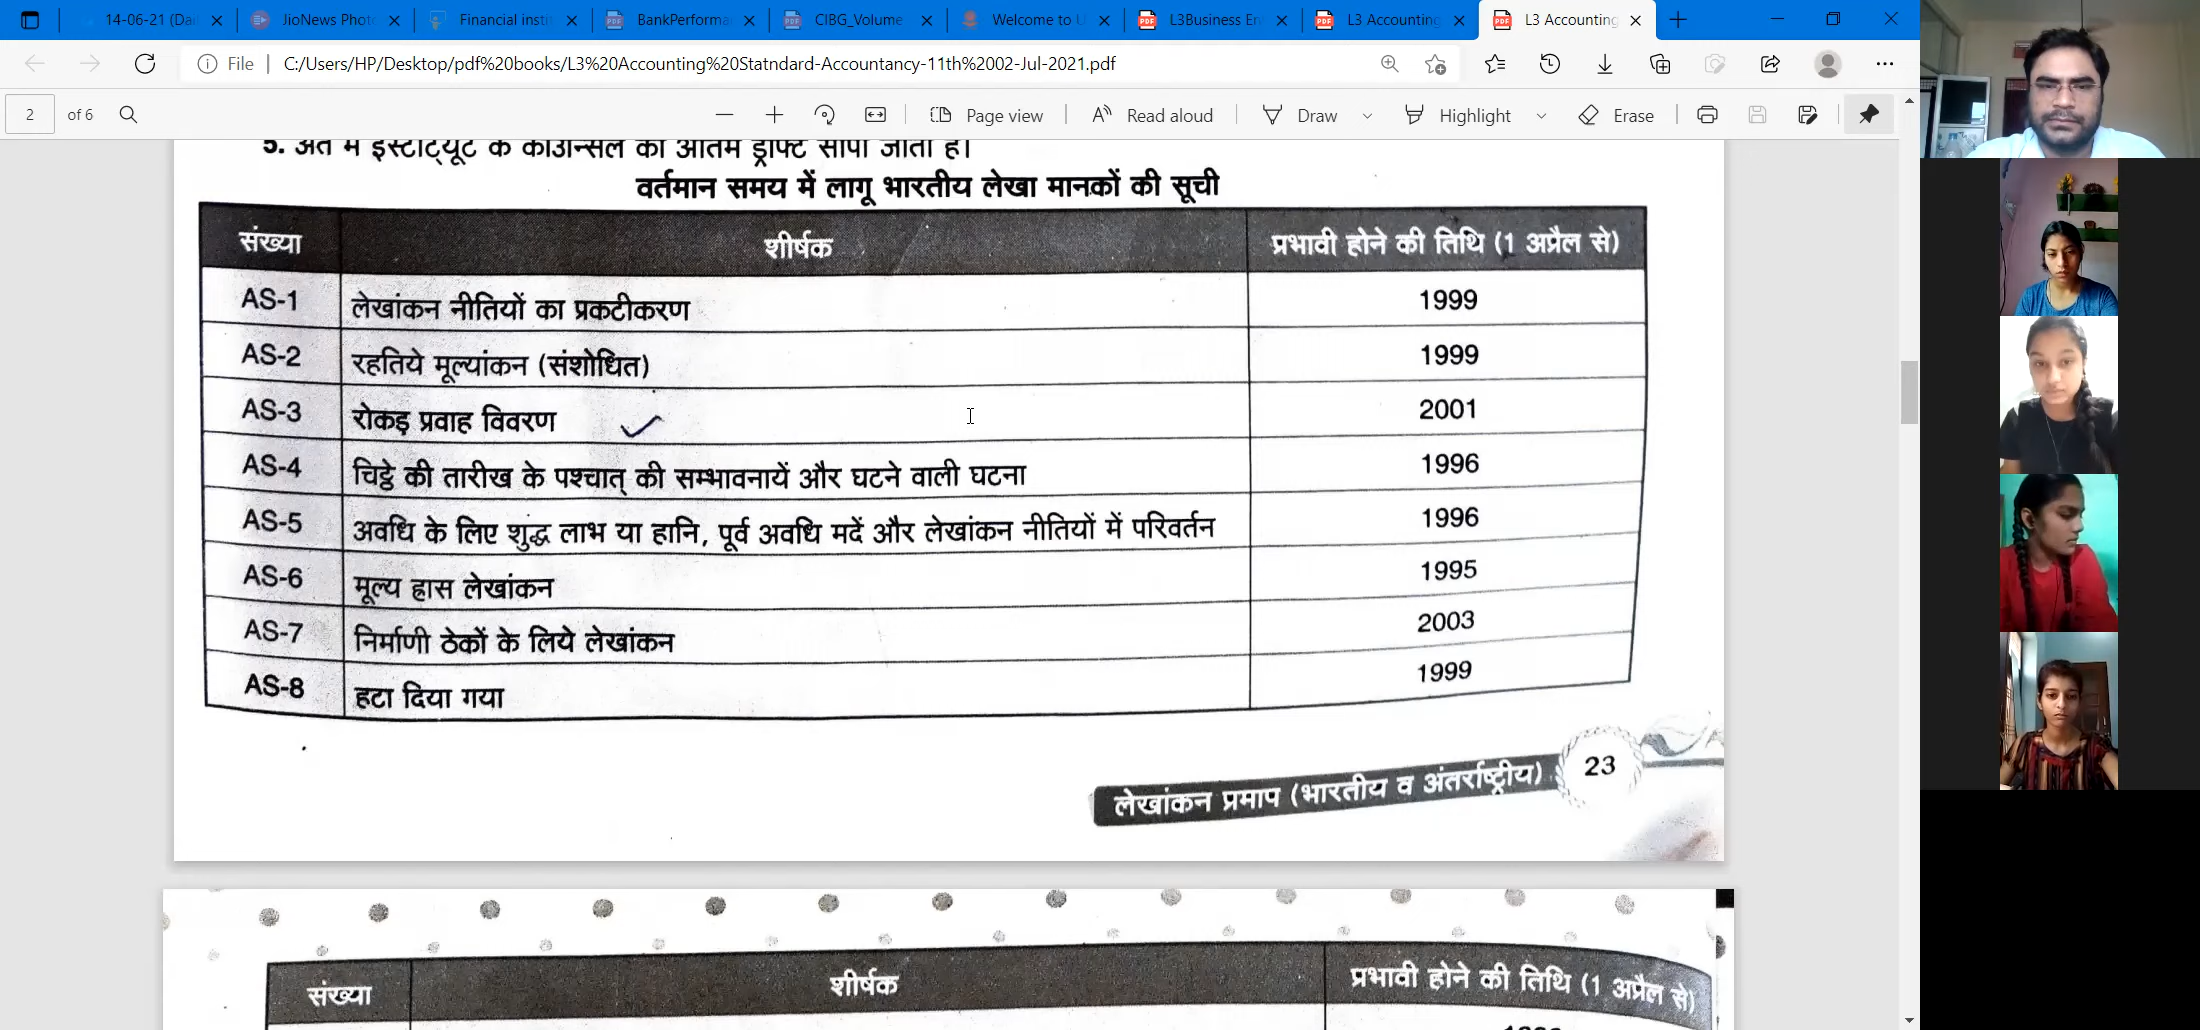 14-06-21 (Da
JioNews Phot
Financial insti
BankPerforma
CIBG_Volume
Welcome to U
L3Business En
L3 Accounting
L3 Accounting
File
C:/Users/HP/Desktop/pdf%20books/L3%20Accounting%20Statndard-Accountancy-11th%2002-Jul-2021.pdf
2 of 6
Page view
Read aloud
Draw
Highlight
Erase
वर्तमान समय में लागू भारतीय लेखा मानकों की सूची
संख्या शीर्षक प्रभावी होने की तिथि (1 अप्रैल से)
AS-1 लेखांकन नीतियों का प्रकटीकरण 1999
AS-2 रहतिये मूल्यांकन (संशोधित) 1999
AS-3 रोकड़ प्रवाह विवरण 2001
AS-4 चिट्ठे की तारीख के पश्चात् की सम्भावनायें और घटने वाली घटना 1996
AS-5 अवधि के लिए शुद्ध लाभ या हानि, पूर्व अवधि मदें और लेखांकन नीतियों में परिवर्तन 1996
AS-6 मूल्य ह्रास लेखांकन 1995
AS-7 निर्माणी ठेकों के लिये लेखांकन 2003
AS-8 हटा दिया गया 1999
लेखांकन प्रमाप (भारतीय व अंतर्राष्ट्रीय) 23
संख्या शीर्षक प्रभावी होने की तिथि (1 अप्रैल से)